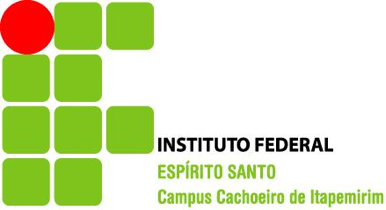 INSTITUTO FEDERAL
ESPÍRITO SANTO
Campus Cachoeiro de Itapemirim